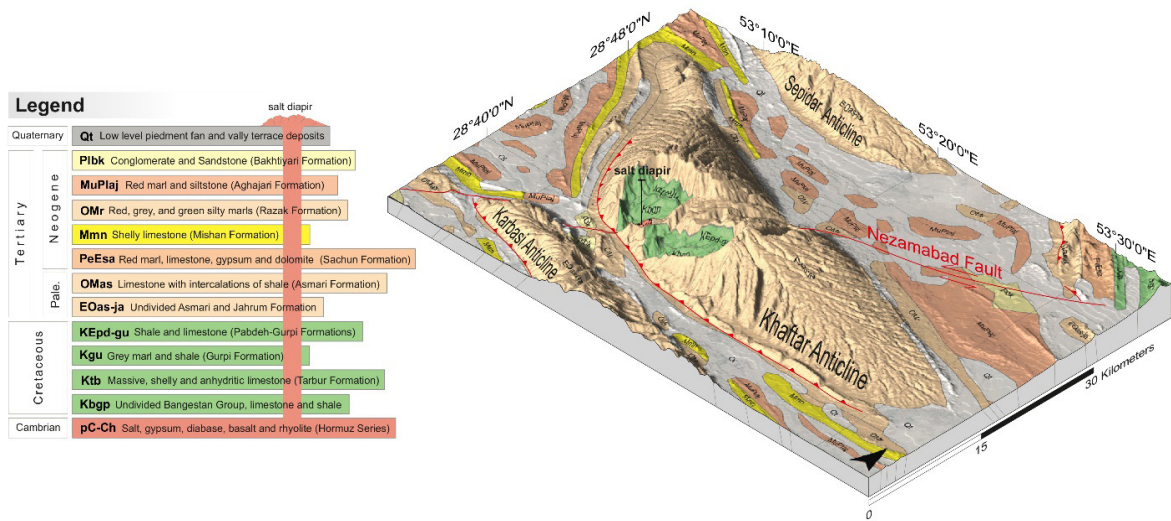 Legend
salt diapir
Quaternary
Qt Low level piedment fan and vally terrace deposits
Tertiary
Neogene
Plbk Conglomerate and Sandstone (Bakhtiyari Formation)
MuPlaj Red marl and siltstone (Aghajari Formation)
OMr Red, grey, and green silty marls (Razak Formation)
Mmn Shelly limestone (Mishan Formation)
PeEsa Red marl, limestone, gypsum and dolomite (Sachun Formation)
Pale.
OMas Limestone with intercalations of shale (Asmari Formation)
EOas-ja Undivided Asmari and Jahrum Formation
Cretaceous
KEpd-gu Shale and limestone (Pabdeh-Gurpi Formations)
Kgu Grey marl and shale (Gurpi Formation)
Ktb Massive, shelly and anhydritic limestone (Tarbur Formation)
Kbgp Undivided Bangestan Group, limestone and shale
Cambrian
pC-Ch Salt, gypsum, diabase, basalt and rhyolite (Hormuz Series)
28°40'0"N
28°48'0"N
53°10'0"E
53°20'0"E
53°30'0"E
Sepidar Anticline
salt diapir
Karbasi Anticline
Khaftar Anticline
Nezamabad Fault
MuPlaj
Mmn
Qt
KEpd-gu
0
15
30 Kilometers